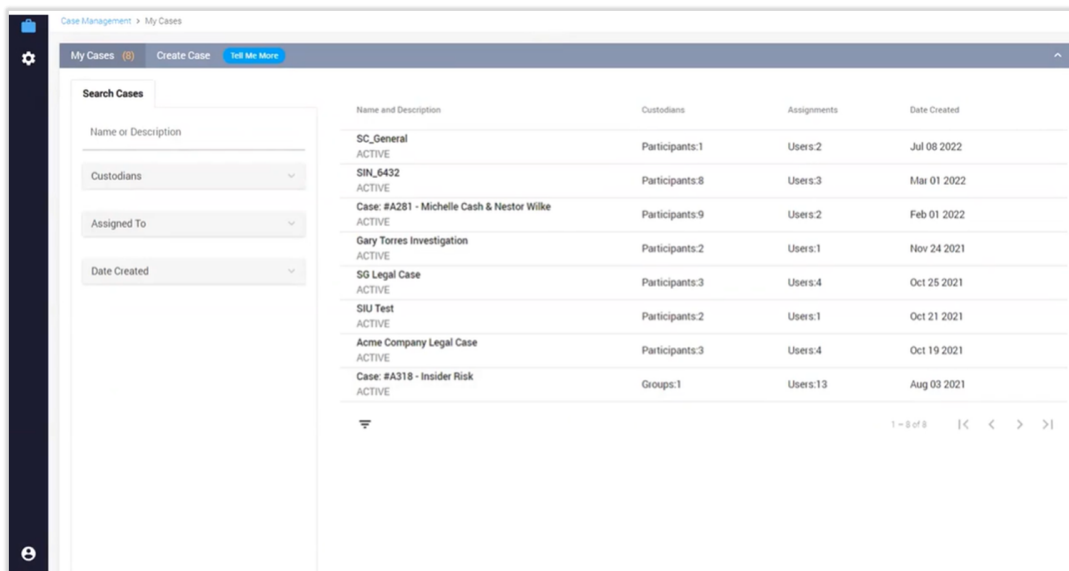 Case Management > My Cases
My Cases (8) Create Case Tell Me More
Search Cases
Name or Description
Custodians
Assigned To
Date Created
Name and Description Custodians Assignments Date Created
SC_General
ACTIVE
Participants:1 Users:2 Jul 08 2022
SIN_6432
ACTIVE
Participants:8 Users:3 Mar 01 2022
Case: #A281 - Michelle Cash & Nestor Wilke
ACTIVE
Participants:9 Users:2 Feb 01 2022
Gary Torres Investigation
ACTIVE
Participants:2 Users:1 Nov 24 2021
SG Legal Case
ACTIVE
Participants:3 Users:4 Oct 25 2021
SIU Test
ACTIVE
Participants:2 Users:1 Oct 21 2021
Acme Company Legal Case
ACTIVE
Participants:3 Users:4 Oct 19 2021
Case: #A318 - Insider Risk
ACTIVE
Groups:1 Users:13 Aug 03 2021
1 – 8 of 8